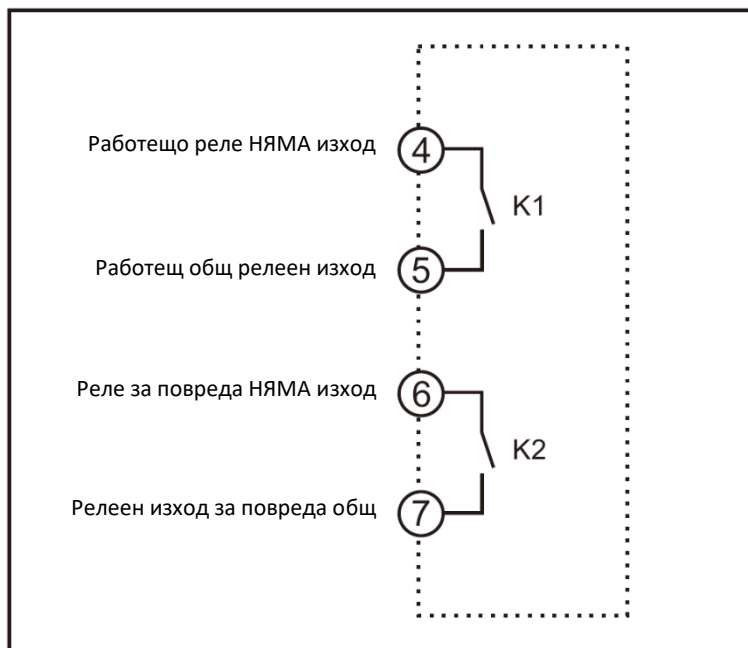 Работещо реле НЯМА изход
4
K1
Работещ общ релеен изход
5
Реле за повреда НЯМА изход
6
K2
Релеен изход за повреда общ
7